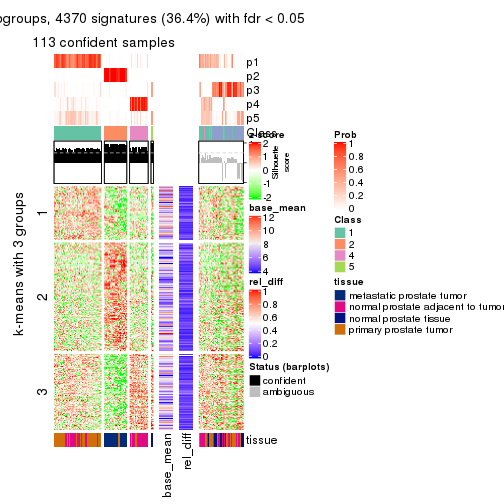 ogroups, 4370 signatures (36.4%) with fdr < 0.05
113 confident samples
p1
p2
p3
p4
p5
Class
k-means with 3 groups
1
2
3
base_mean
rel_diff
tissue
Silhouette
score
z-score
2
1
0
-1
-2
base_mean
12
10
8
6
4
rel_diff
1
0.8
0.6
0.4
0.2
0
Status (barplots)
confident
ambiguous
Prob
1
0.8
0.6
0.4
0.2
0
Class
1
2
4
5
tissue
metastatic prostate tumor
normal prostate adjacent to tumor
normal prostate tissue
primary prostate tumor